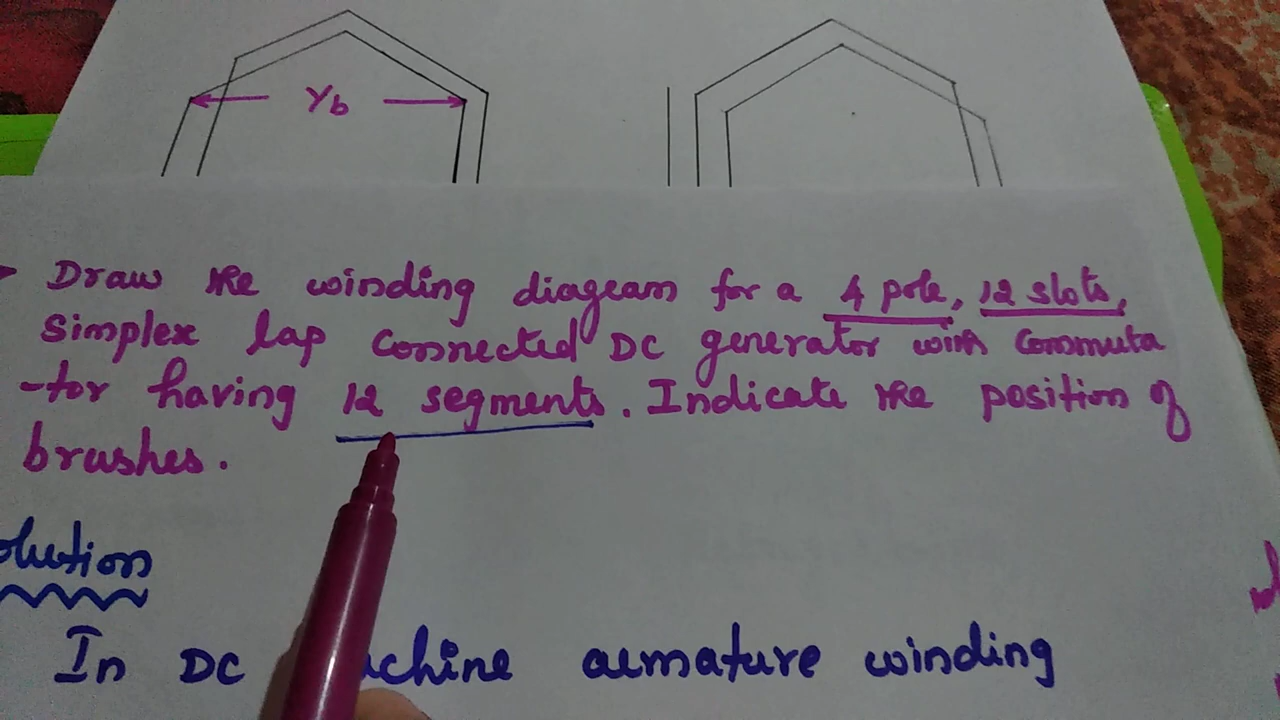 Yb
Draw the winding diagram for a 4 pole, 12 slots,
Simplex lap connected DC generator with Commuta
-tor having 12 segments. Indicate the position of
brushes.
olution
In DC achine armature winding